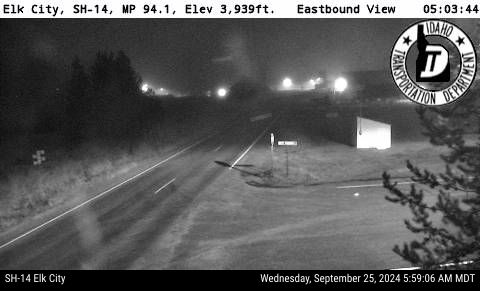 Elk City, SH-14, MP 94.1, Elev 3,939ft. Eastbound View 05:03:44
IDAHO
TRANSPORTATION DEPARTMENT
SH-14 Elk City Wednesday, September 25, 2024 5:59:06 AM MDT